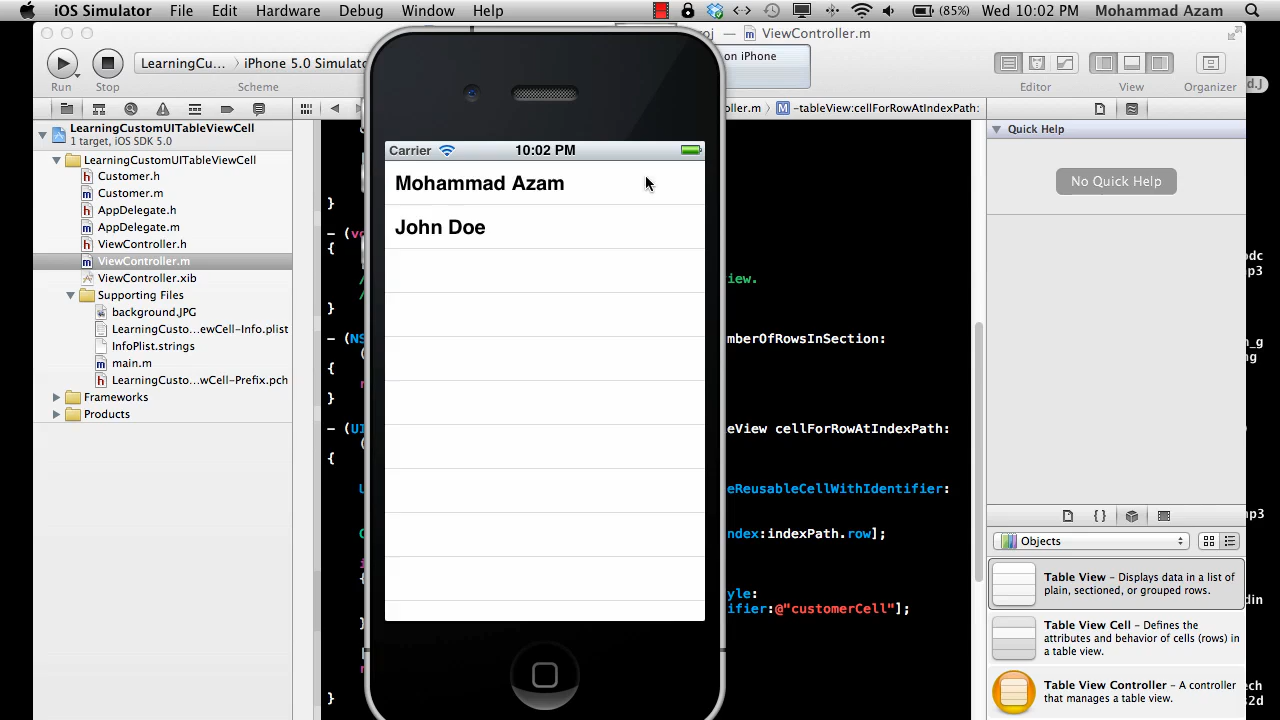 iOS Simulator File Edit Hardware Debug Window Help (85%) Wed 10:02 PM Mohammad Azam
roj — ViewController.m
LearningCu... iPhone 5.0 Simulato
on iPhone
Run Stop Scheme Editor View Organizer
ller.m -tableView:cellForRowAtIndexPath:
LearningCustomUITableViewCell
1 target, iOS SDK 5.0
LearningCustomUITableViewCell
Customer.h
Customer.m
AppDelegate.h
AppDelegate.m
ViewController.h
ViewController.m
ViewController.xib
Supporting Files
background.JPG
LearningCusto...ewCell-Info.plist
InfoPlist.strings
main.m
LearningCusto...wCell-Prefix.pch
Frameworks
Products
Carrier 10:02 PM
Mohammad Azam
John Doe
}
– (vo
{
iew.
}
– (NS mberOfRowsInSection:
{
}
– (UI eView cellForRowAtIndexPath:
{
eReusableCellWithIdentifier:
ndex:indexPath.row];
yle:
ifier:@"customerCell"];
}
Quick Help
No Quick Help
Objects
Table View – Displays data in a list of
plain, sectioned, or grouped rows.
Table View Cell – Defines the
attributes and behavior of cells (rows) in
a table view.
Table View Controller – A controller
that manages a table view.